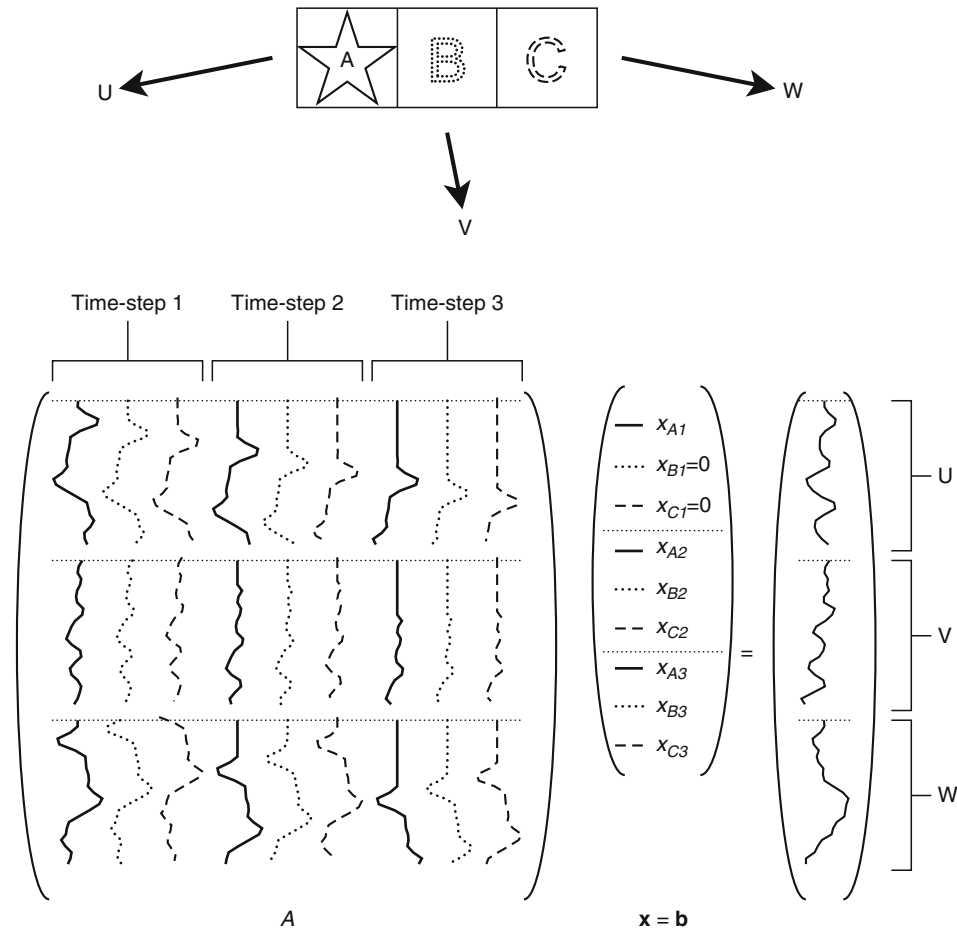 A B C
U
W
V
Time-step 1 Time-step 2 Time-step 3
x_A1
x_B1=0
x_C1=0
x_A2
x_B2
x_C2
x_A3
x_B3
x_C3
=
U
V
W
A x = b